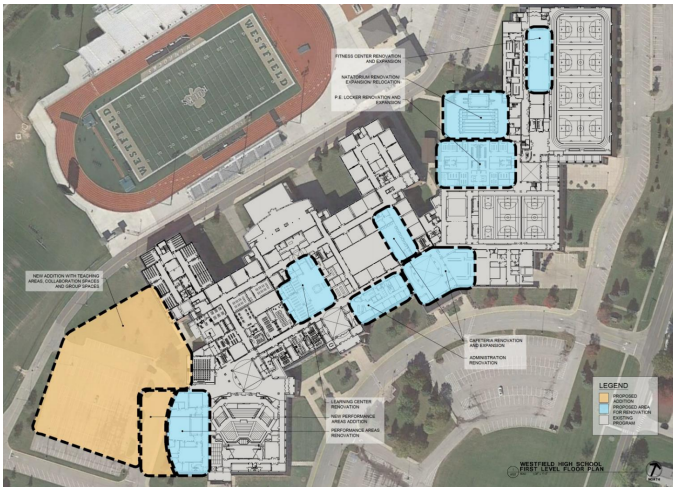 WESTFIELD
WESTFIELD
FITNESS CENTER RENOVATION
AND EXPANSION
NATATORIUM RENOVATION/
EXPANSION/ RELOCATION
P.E. LOCKER RENOVATION AND
EXPANSION
NEW ADDITION WITH TEACHING
AREAS, COLLABORATION SPACES
AND GROUP SPACES
CAFETERIA RENOVATION
AND EXPANSION
ADMINISTRATION
RENOVATION
LEARNING CENTER
RENOVATION
NEW PERFORMANCE
AREAS ADDITION
PERFORMANCE AREAS
RENOVATION
LEGEND
PROPOSED
ADDITION
PROPOSED AREA
FOR RENOVATION
EXISTING
PROGRAM
WESTFIELD HIGH SCHOOL
FIRST LEVEL FLOOR PLAN
NORTH